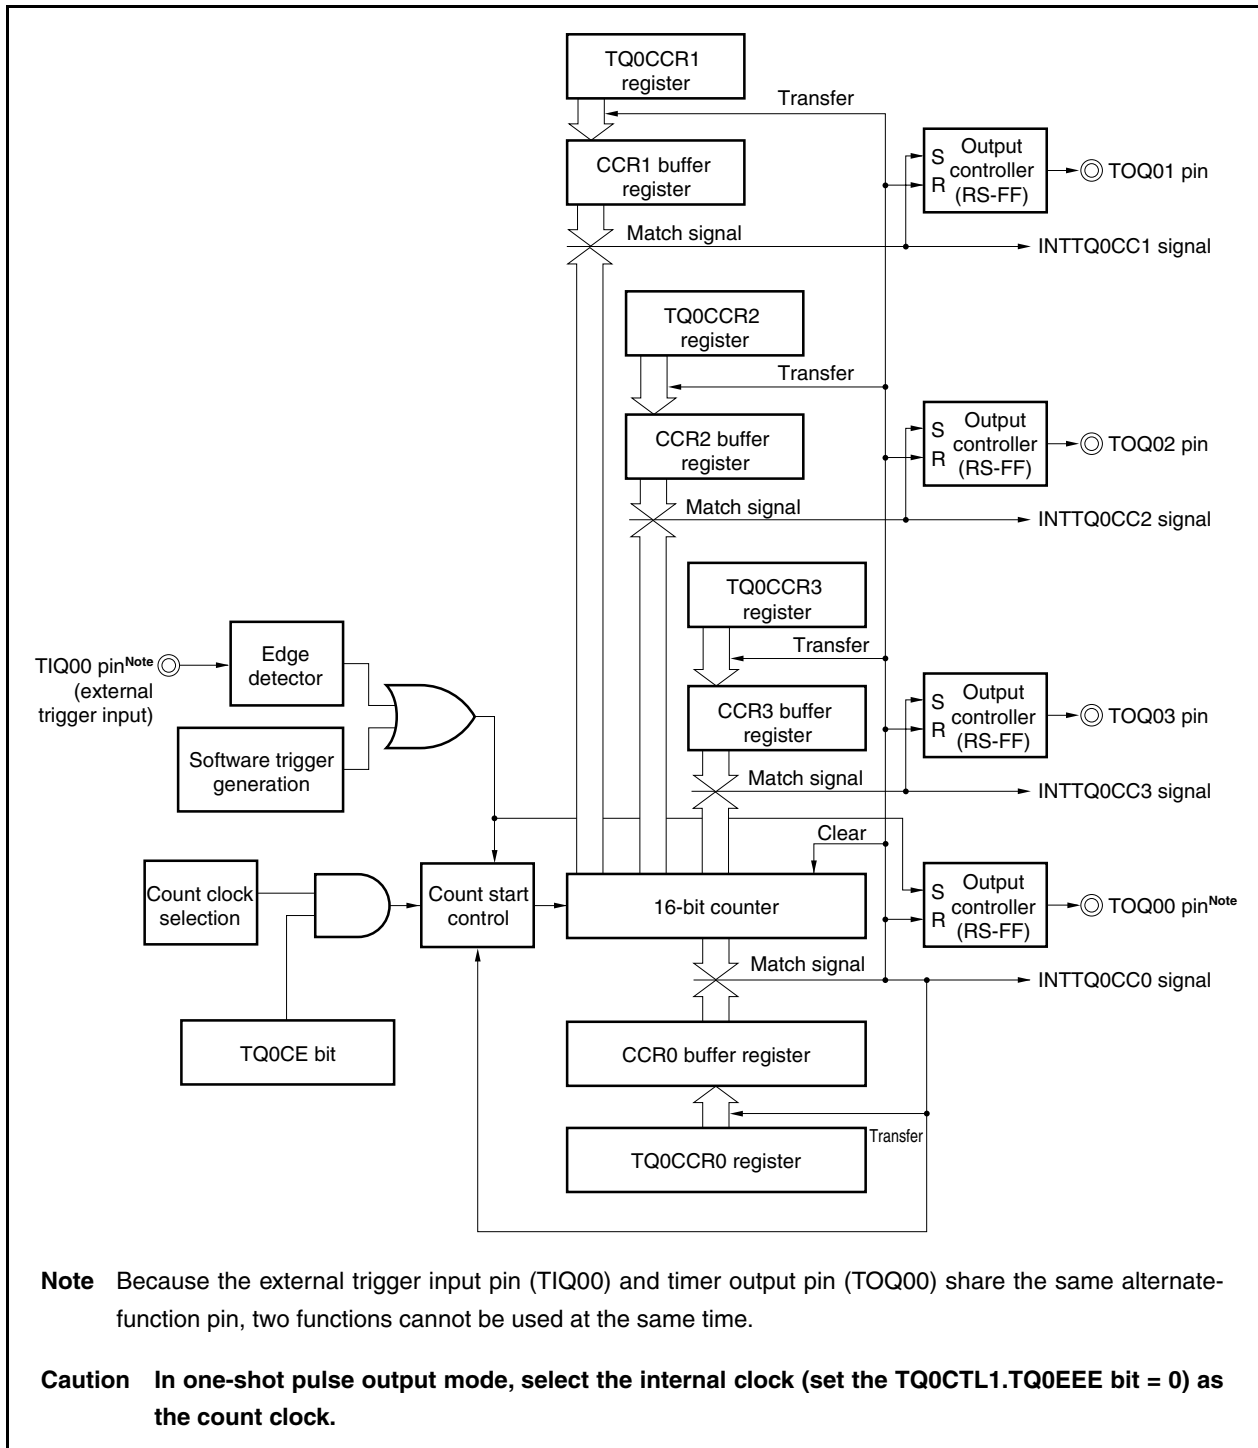 TQ0CCR1
register
Transfer
CCR1 buffer
register
S
R
Output
controller
(RS-FF)
TOQ01 pin
Match signal
INTTQ0CC1 signal
TQ0CCR2
register
Transfer
CCR2 buffer
register
S
R
Output
controller
(RS-FF)
TOQ02 pin
Match signal
INTTQ0CC2 signal
TQ0CCR3
register
Transfer
TIQ00 pinNote
(external
trigger input)
Edge
detector
CCR3 buffer
register
S
R
Output
controller
(RS-FF)
TOQ03 pin
Software trigger
generation
Match signal
INTTQ0CC3 signal
Clear
Count clock
selection
Count start
control
16-bit counter
S
R
Output
controller
(RS-FF)
TOQ00 pinNote
Match signal
INTTQ0CC0 signal
TQ0CE bit
CCR0 buffer register
Transfer
TQ0CCR0 register
Note Because the external trigger input pin (TIQ00) and timer output pin (TOQ00) share the same alternate-
function pin, two functions cannot be used at the same time.
Caution In one-shot pulse output mode, select the internal clock (set the TQ0CTL1.TQ0EEE bit = 0) as
the count clock.